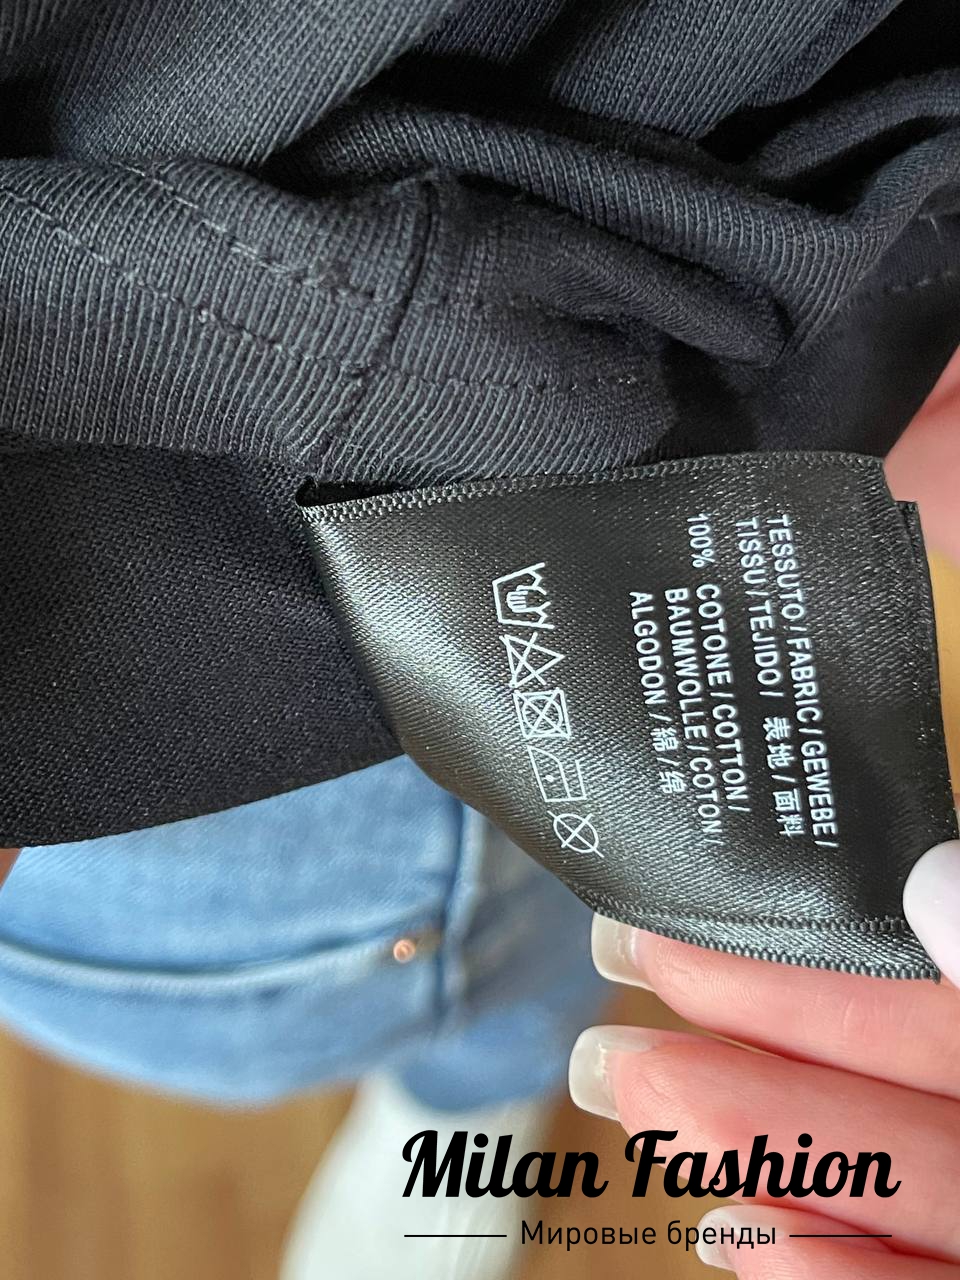 TESSUTO / FABRIC / GEWEBE /
TISSU / TEJIDO / 表地 / 面料
100% COTONE / COTTON /
BAUMWOLLE / COTON /
ALGODON / 綿 / 绵
Milan Fashion
Мировые бренды